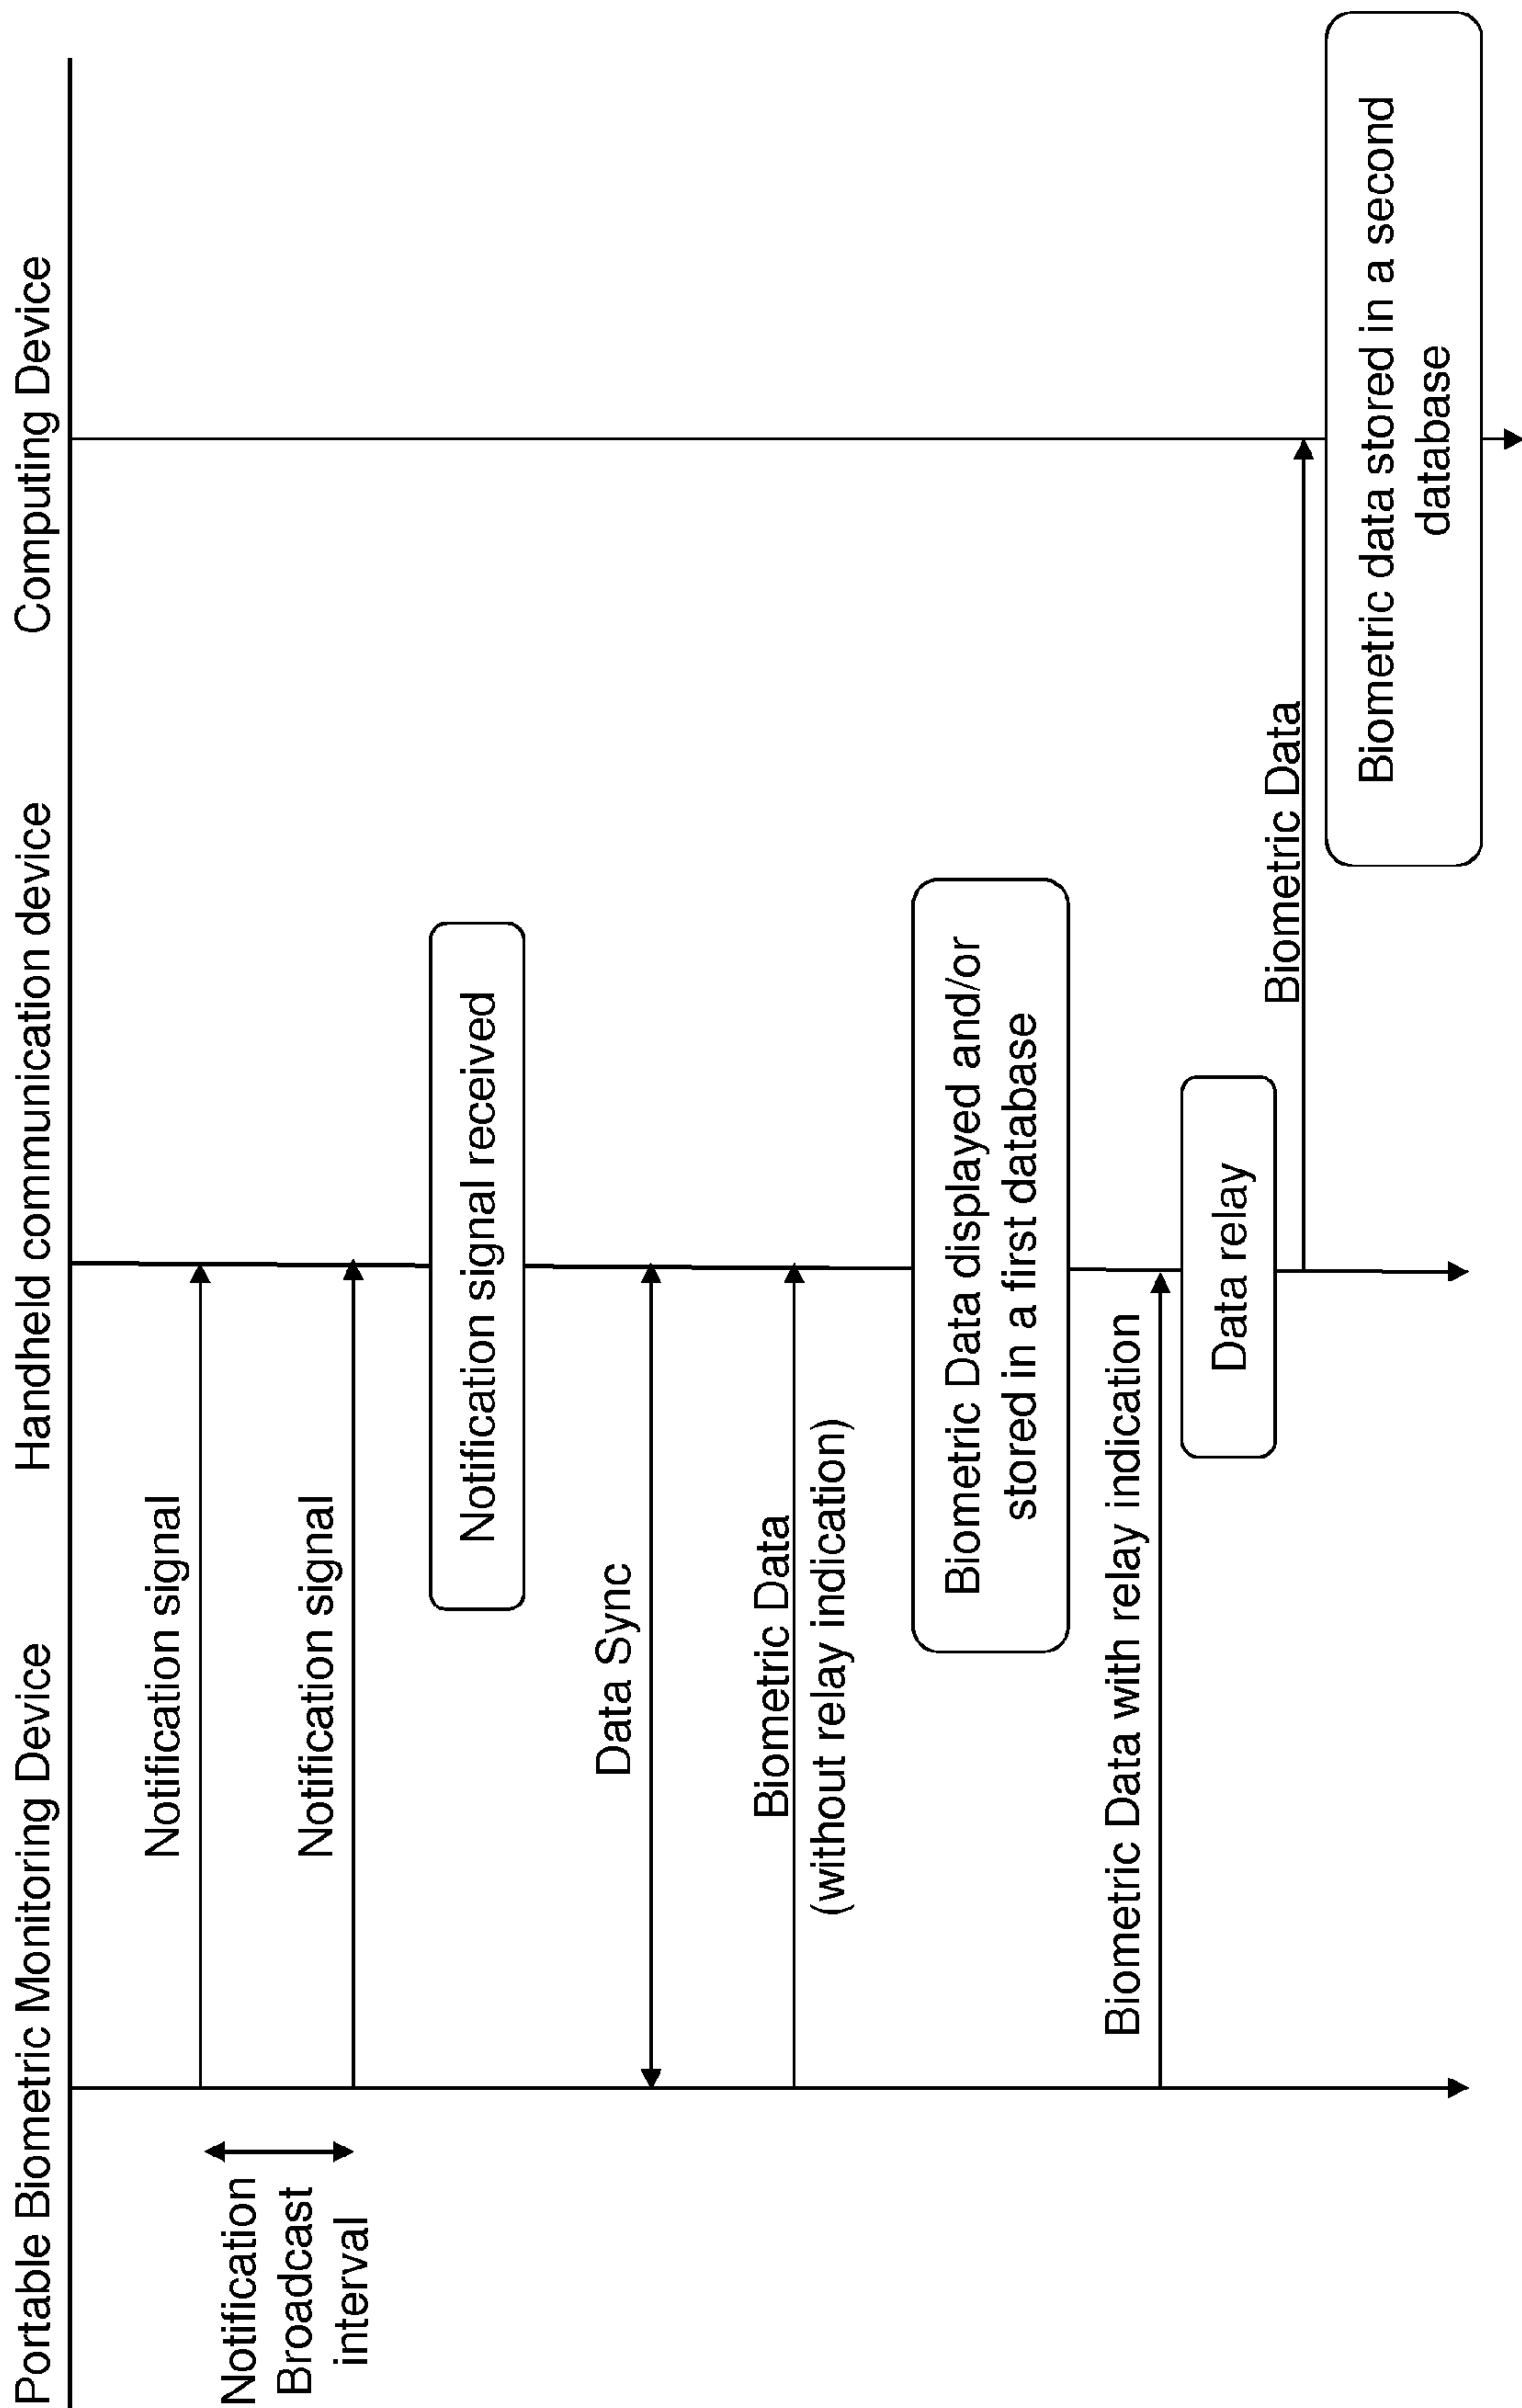 Portable Biometric Monitoring Device
Handheld communication device
Computing Device
Notification signal
Notification
Broadcast
interval
Notification signal
Notification signal received
Data Sync
Biometric Data
(without relay indication)
Biometric Data displayed and/or
stored in a first database
Biometric Data with relay indication
Data relay
Biometric Data
Biometric data stored in a second
database